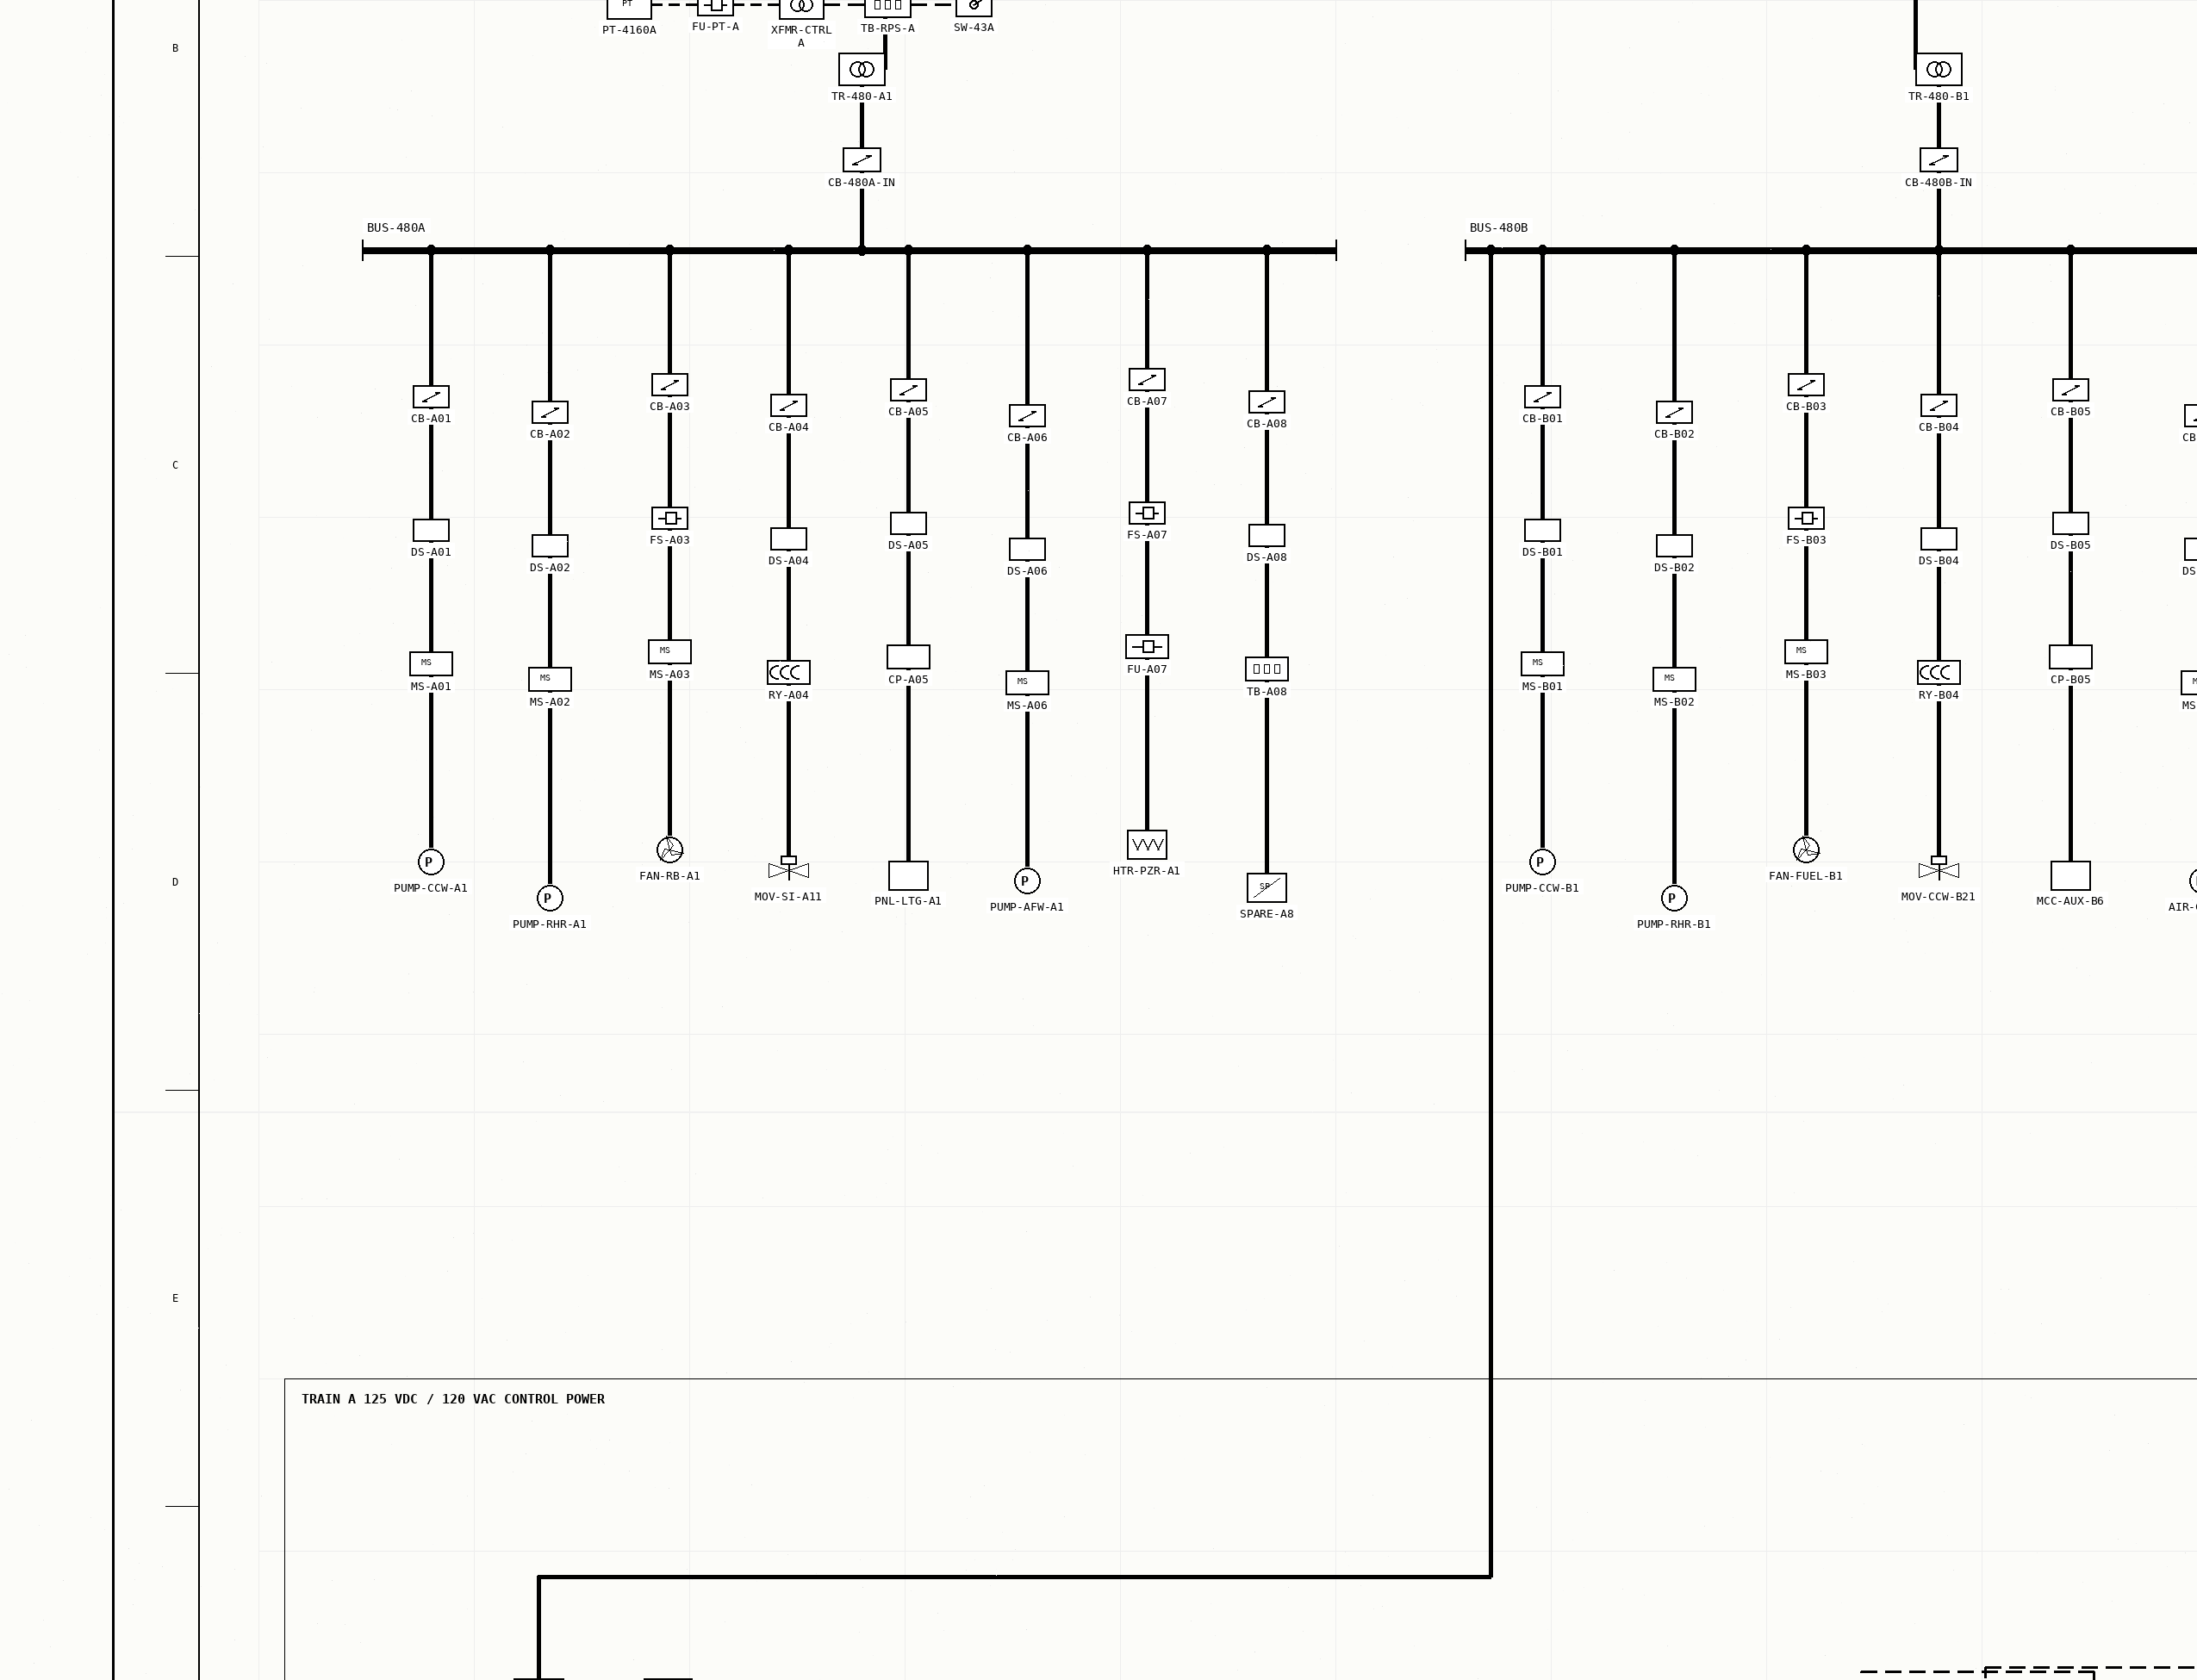 PT
PT-4160A
FU-PT-A
XFMR-CTRL
A
TB-RPS-A
SW-43A
B
TR-480-A1
TR-480-B1
CB-480A-IN
CB-480B-IN
BUS-480A
BUS-480B
CB-A01
CB-A02
CB-A03
CB-A04
CB-A05
CB-A06
CB-A07
CB-A08
CB-B01
CB-B02
CB-B03
CB-B04
CB-B05
CB
C
DS-A01
DS-A02
FS-A03
DS-A04
DS-A05
DS-A06
FS-A07
DS-A08
DS-B01
DS-B02
FS-B03
DS-B04
DS-B05
DS
MS
MS-A01
MS
MS-A02
MS
MS-A03
RY-A04
CP-A05
MS
MS-A06
FU-A07
TB-A08
MS
MS-B01
MS
MS-B02
MS
MS-B03
RY-B04
CP-B05
MS
P
PUMP-CCW-A1
P
PUMP-RHR-A1
FAN-RB-A1
MOV-SI-A11
PNL-LTG-A1
P
PUMP-AFW-A1
HTR-PZR-A1
SP
SPARE-A8
P
PUMP-CCW-B1
P
PUMP-RHR-B1
FAN-FUEL-B1
MOV-CCW-B21
MCC-AUX-B6
AIR-
D
E
TRAIN A 125 VDC / 120 VAC CONTROL POWER